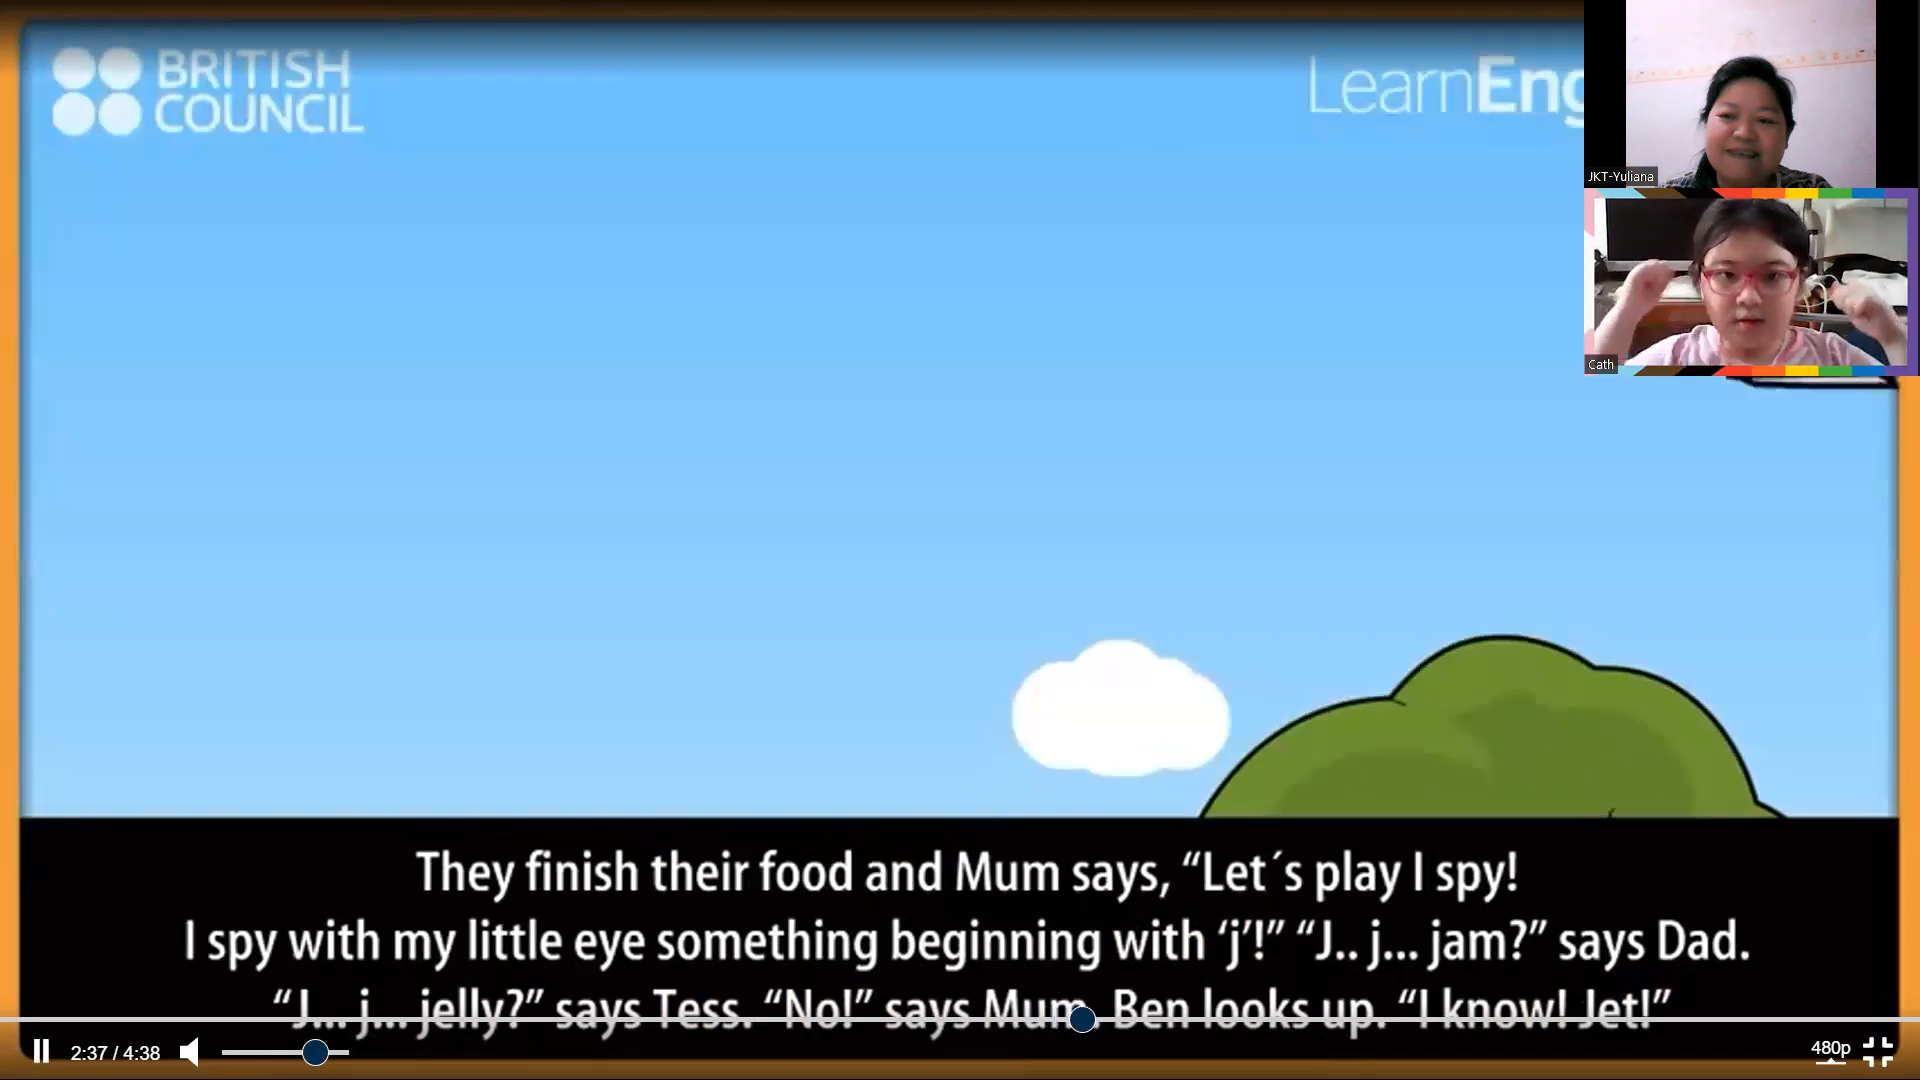 BRITISH
COUNCIL
LearnEng
JKT-Yuliana
Cath
They finish their food and Mum says, “Let´s play I spy!
I spy with my little eye something beginning with ‘j’!” “J.. j... jam?” says Dad.
“J... j... jelly?” says Tess. “No!” says Mum. Ben looks up. “I know! Jet!”
2:37 / 4:38
480p